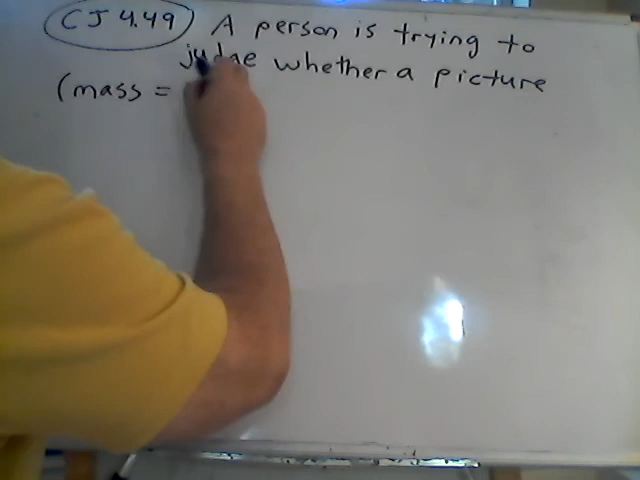 CJ 4.49 A person is trying to
judge whether a picture
(mass =